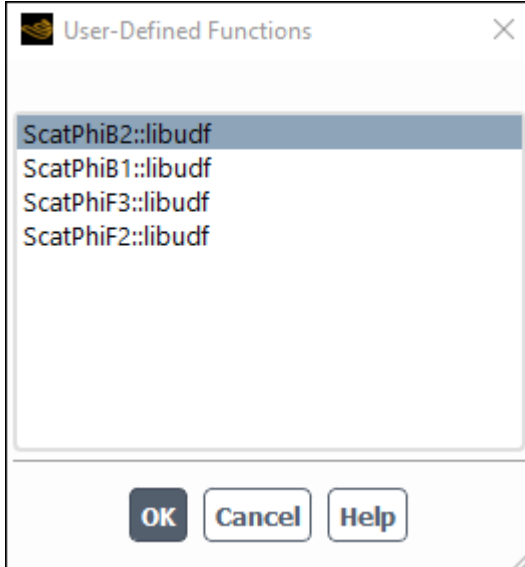 User-Defined Functions
ScatPhiB2::libudf
ScatPhiB1::libudf
ScatPhiF3::libudf
ScatPhiF2::libudf
OK Cancel Help